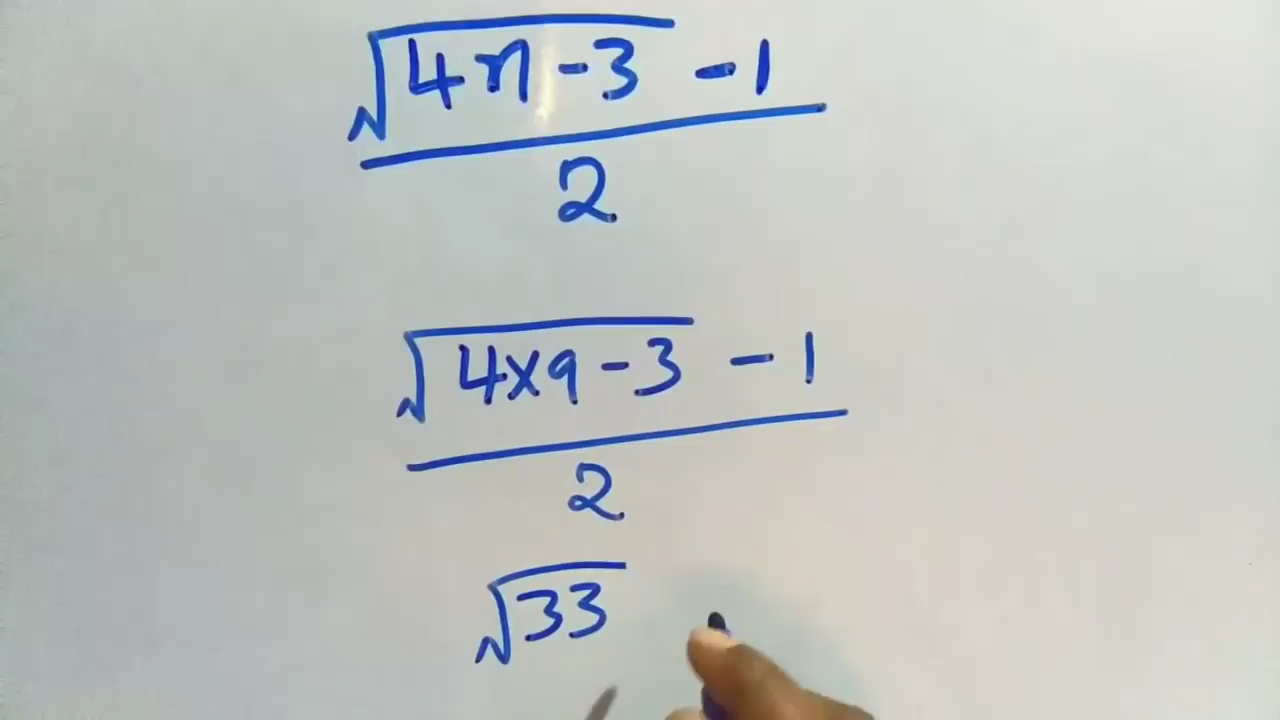 √(4n-3) -1
2
√(4x9-3) -1
2
√33